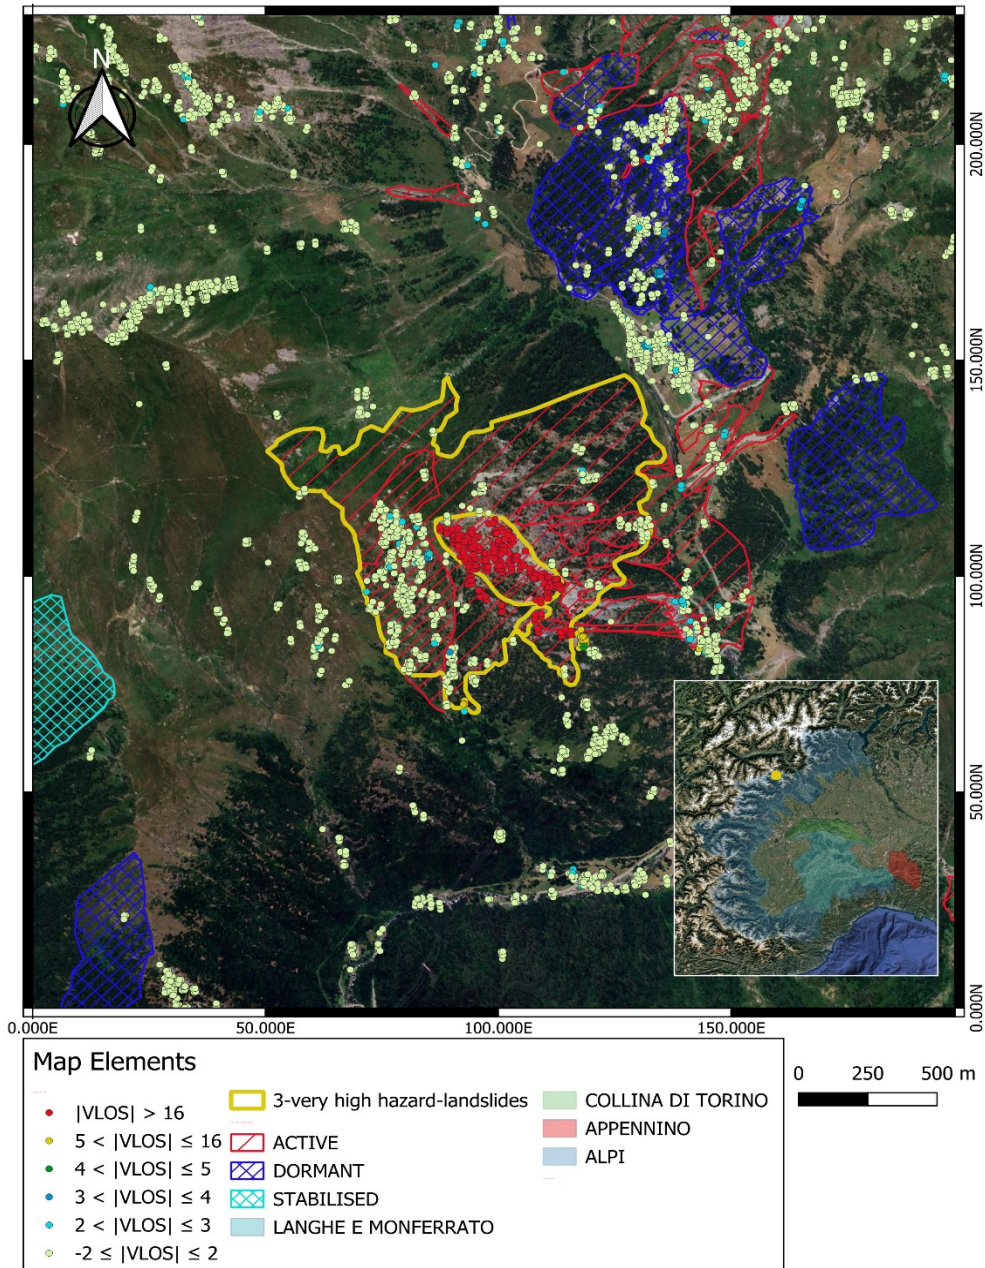 N
200.000N
150.000N
100.000N
50.000N
0.000N
0.000E
50.000E
100.000E
150.000E
Map Elements
|VLOS| > 16
5 < |VLOS| ≤ 16
4 < |VLOS| ≤ 5
3 < |VLOS| ≤ 4
2 < |VLOS| ≤ 3
-2 ≤ |VLOS| ≤ 2
3-very high hazard-landslides
ACTIVE
DORMANT
STABILISED
LANGHE E MONFERRATO
COLLINA DI TORINO
APPENNINO
ALPI
0 250 500 m